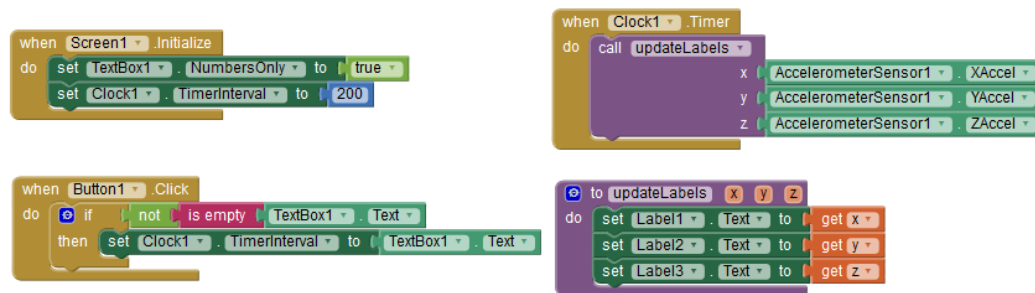 when Screen1 .Initialize
do set TextBox1 . NumbersOnly to true
set Clock1 . TimerInterval to 200
when Clock1 .Timer
do call updateLabels
x AccelerometerSensor1 . XAccel
y AccelerometerSensor1 . YAccel
z AccelerometerSensor1 . ZAccel
when Button1 .Click
do if not is empty TextBox1 . Text
then set Clock1 . TimerInterval to TextBox1 . Text
to updateLabels x y z
do set Label1 . Text to get x
set Label2 . Text to get y
set Label3 . Text to get z